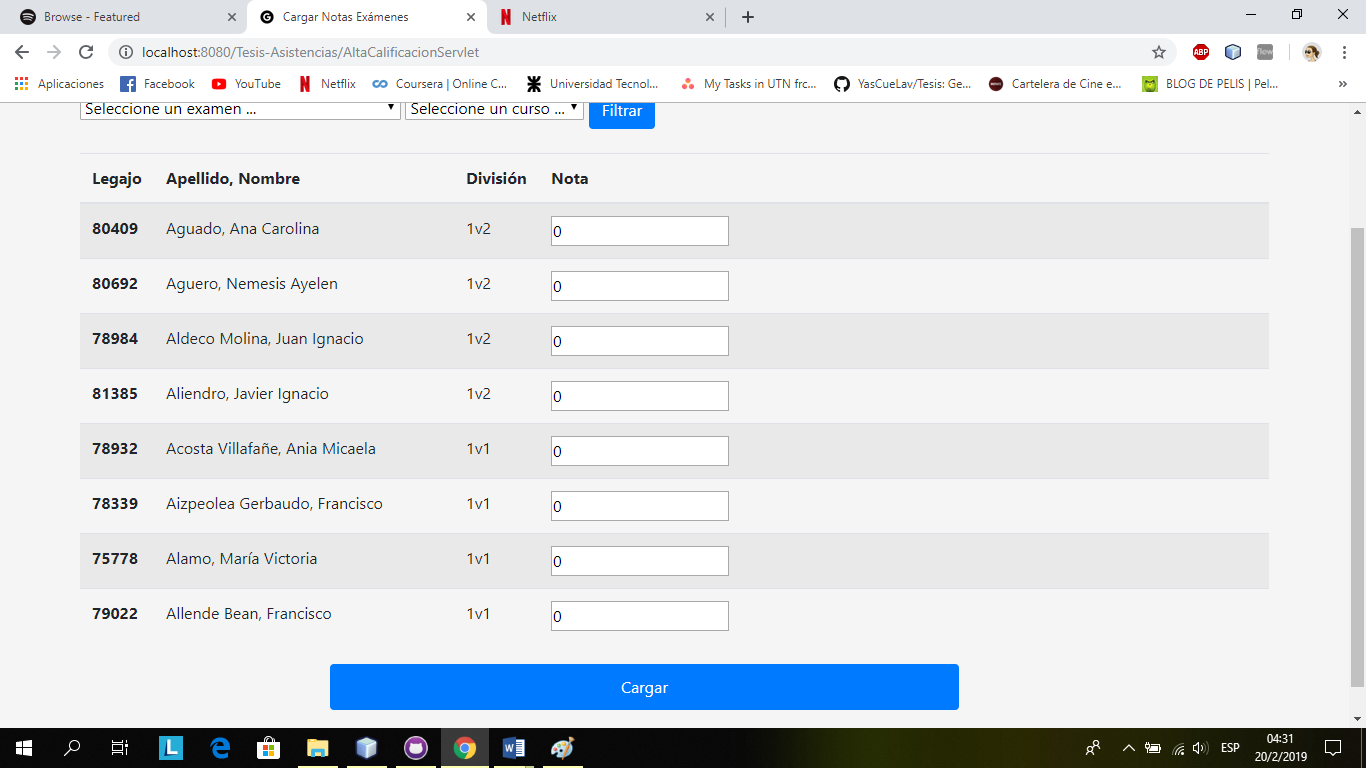 Browse - Featured
Cargar Notas Exámenes
Netflix
localhost:8080/Tesis-Asistencias/AltaCalificacionServlet
ABP
flow
Aplicaciones Facebook YouTube Netflix Coursera | Online C... Universidad Tecnol... My Tasks in UTN frc... YasCueLav/Tesis: Ge... Cartelera de Cine e... BLOG DE PELIS | Pel... »
Seleccione un examen ... Seleccione un curso ... Filtrar
Legajo Apellido, Nombre División Nota
80409 Aguado, Ana Carolina 1v2 0
80692 Aguero, Nemesis Ayelen 1v2 0
78984 Aldeco Molina, Juan Ignacio 1v2 0
81385 Aliendro, Javier Ignacio 1v2 0
78932 Acosta Villafañe, Ania Micaela 1v1 0
78339 Aizpeolea Gerbaudo, Francisco 1v1 0
75778 Alamo, María Victoria 1v1 0
79022 Allende Bean, Francisco 1v1 0
Cargar
L
ESP
04:31
20/2/2019